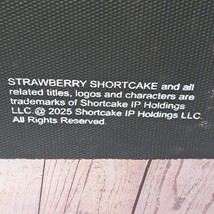 STRAWBERRY SHORTCAKE and all
related titles, logos and characters are
trademarks of Shortcake IP Holdings
LLC @ 2025 Shortcake IP Holdings LLC.
All Rights Reserved.